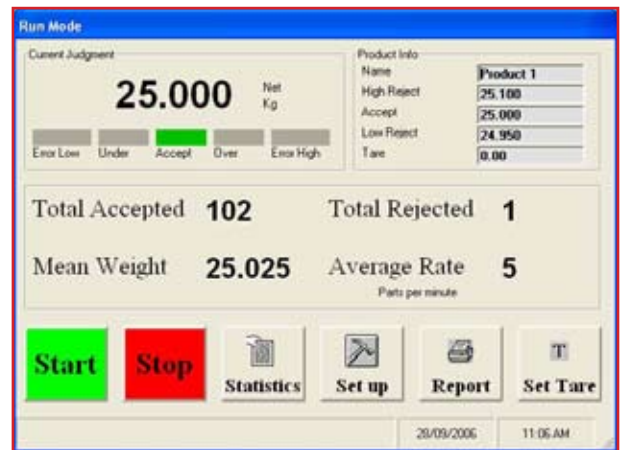 Run Mode
Current Judgment
25.000 Net Kg
Error Low Under Accept Over Error High
Product Info
Name Product 1
High Reject 25.100
Accept 25.000
Low Reject 24.950
Tare 0.00
Total Accepted 102 Total Rejected 1
Mean Weight 25.025 Average Rate 5
Parts per minute
Start Stop Statistics Set up Report T Set Tare
28/09/2006 11:06 AM